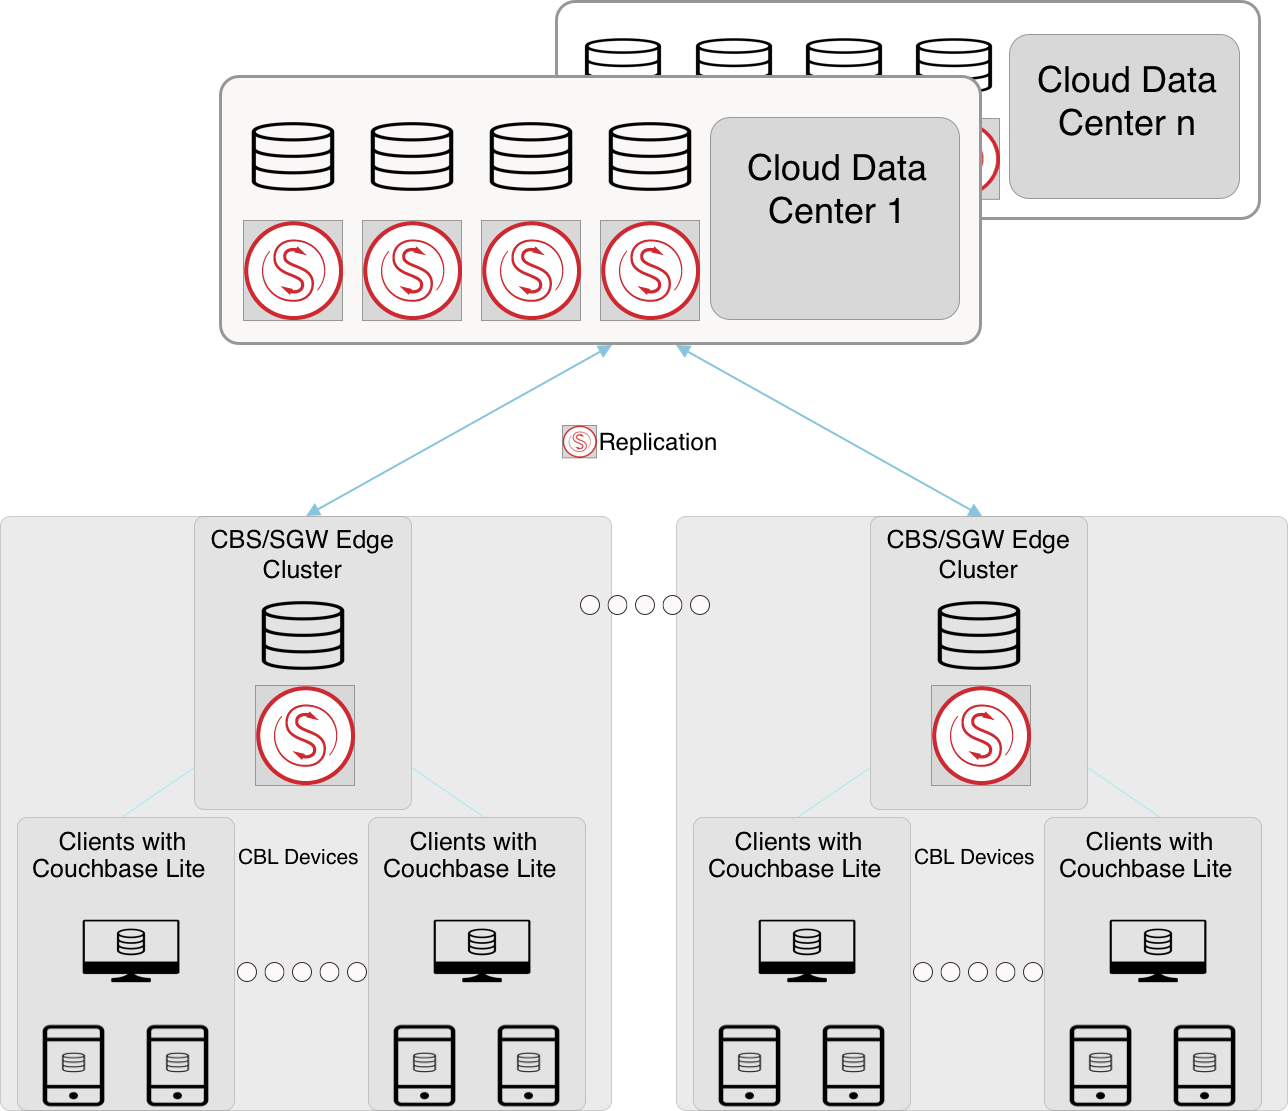 Cloud Data
Center n
Cloud Data
Center 1
Replication
CBS/SGW Edge
Cluster
CBS/SGW Edge
Cluster
Clients with
Couchbase Lite
CBL Devices
Clients with
Couchbase Lite
Clients with
Couchbase Lite
CBL Devices
Clients with
Couchbase Lite